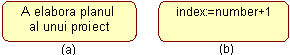 A elabora planul
al unui proiect
(a)
index:=number+1
(b)